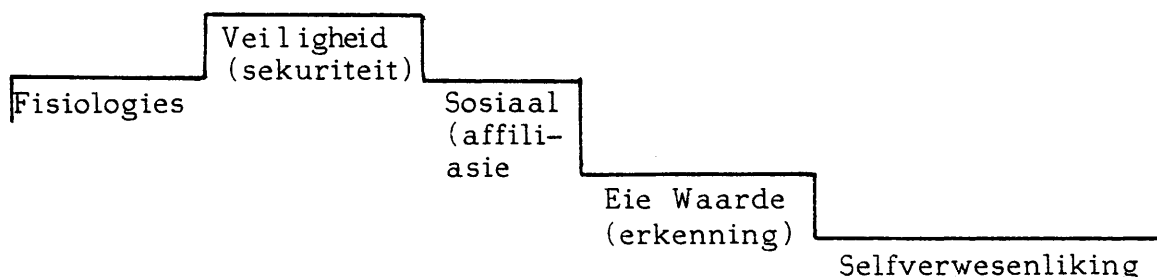 Veiligheid
(sekuriteit)
Fisiologies
Sosiaal
(affili-
asie
Eie Waarde
(erkenning)
Selfverwesenliking